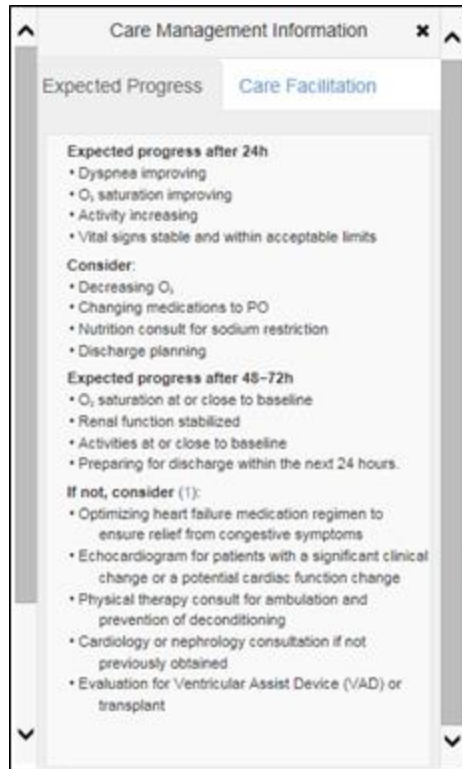 Care Management Information ✖
Expected Progress Care Facilitation
Expected progress after 24h
• Dyspnea improving
• O₂ saturation improving
• Activity increasing
• Vital signs stable and within acceptable limits
Consider:
• Decreasing O₂
• Changing medications to PO
• Nutrition consult for sodium restriction
• Discharge planning
Expected progress after 48–72h
• O₂ saturation at or close to baseline
• Renal function stabilized
• Activities at or close to baseline
• Preparing for discharge within the next 24 hours.
If not, consider (1):
• Optimizing heart failure medication regimen to
ensure relief from congestive symptoms
• Echocardiogram for patients with a significant clinical
change or a potential cardiac function change
• Physical therapy consult for ambulation and
prevention of deconditioning
• Cardiology or nephrology consultation if not
previously obtained
• Evaluation for Ventricular Assist Device (VAD) or
transplant